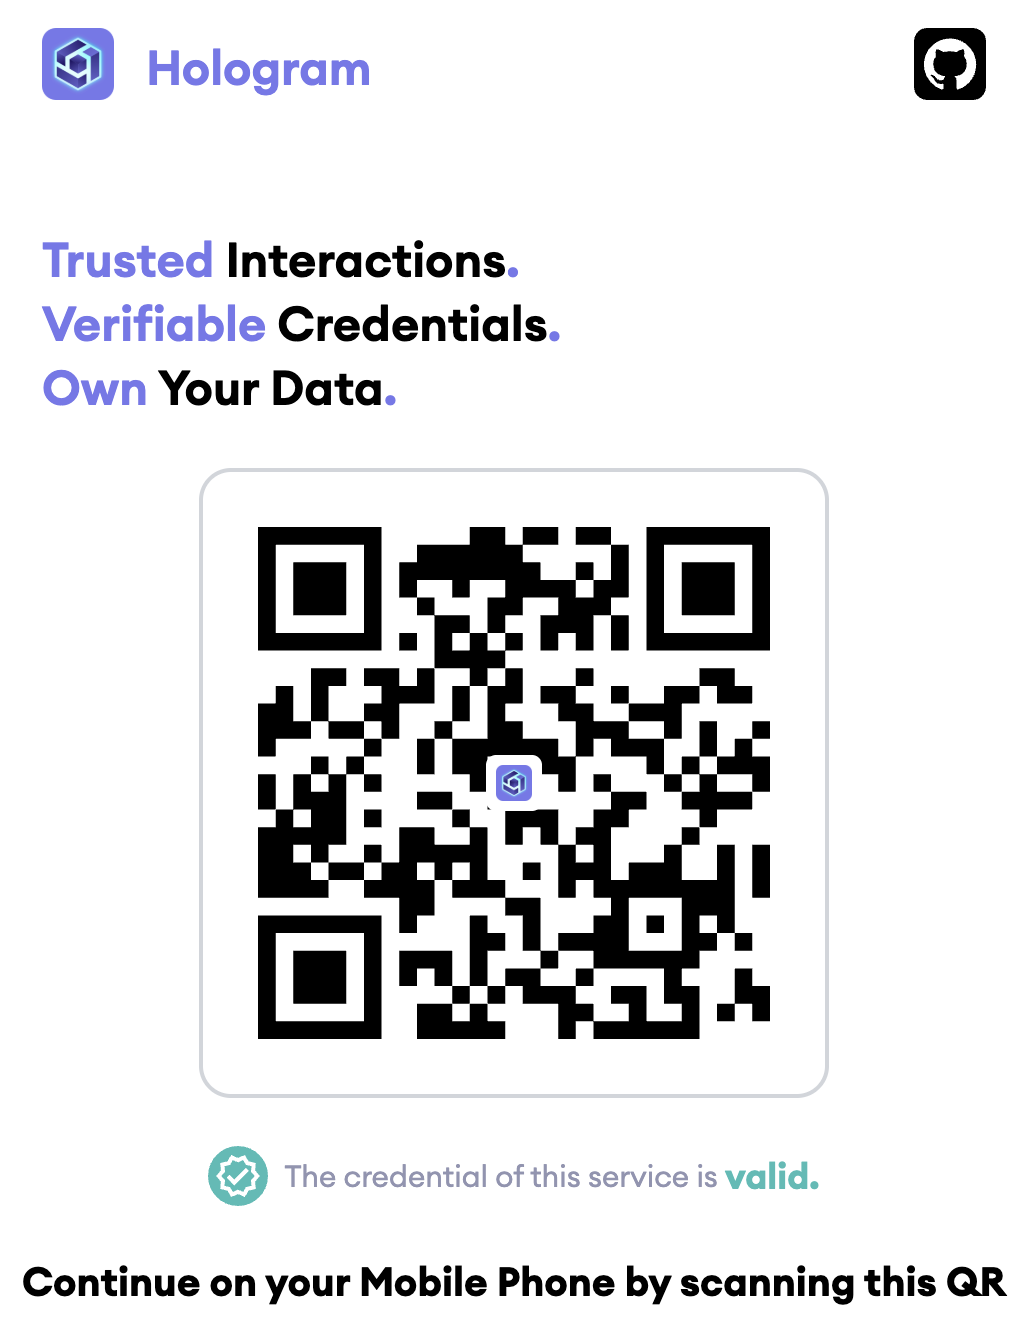 Hologram
Trusted Interactions.
Verifiable Credentials.
Own Your Data.
The credential of this service is valid.
Continue on your Mobile Phone by scanning this QR